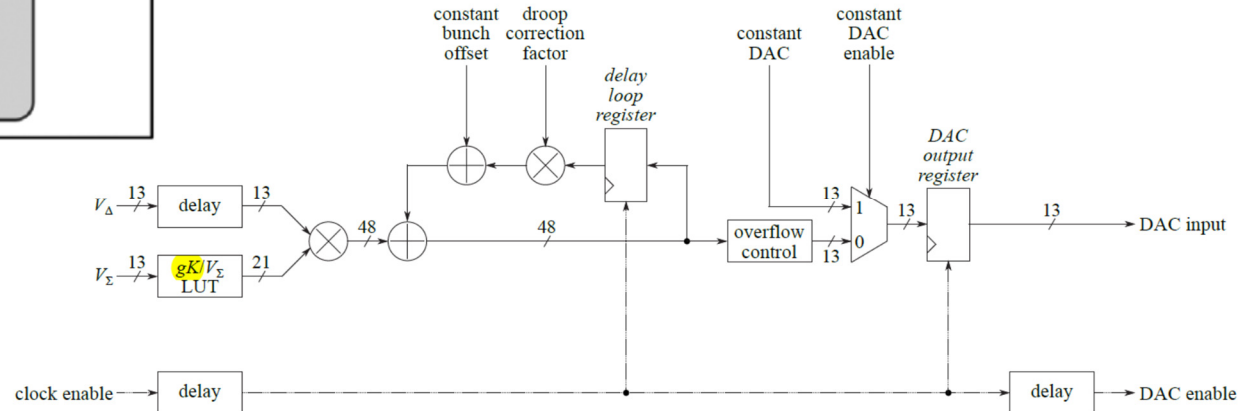 constant
bunch
offset
droop
correction
factor
delay
loop
register
constant
DAC
constant
DAC
enable
DAC
output
register
V_Δ
13
delay
13
V_Σ
13
gK/V_Σ
LUT
21
48
48
overflow
control
13
1
13
0
13
13
DAC input
clock enable
delay
delay
DAC enable